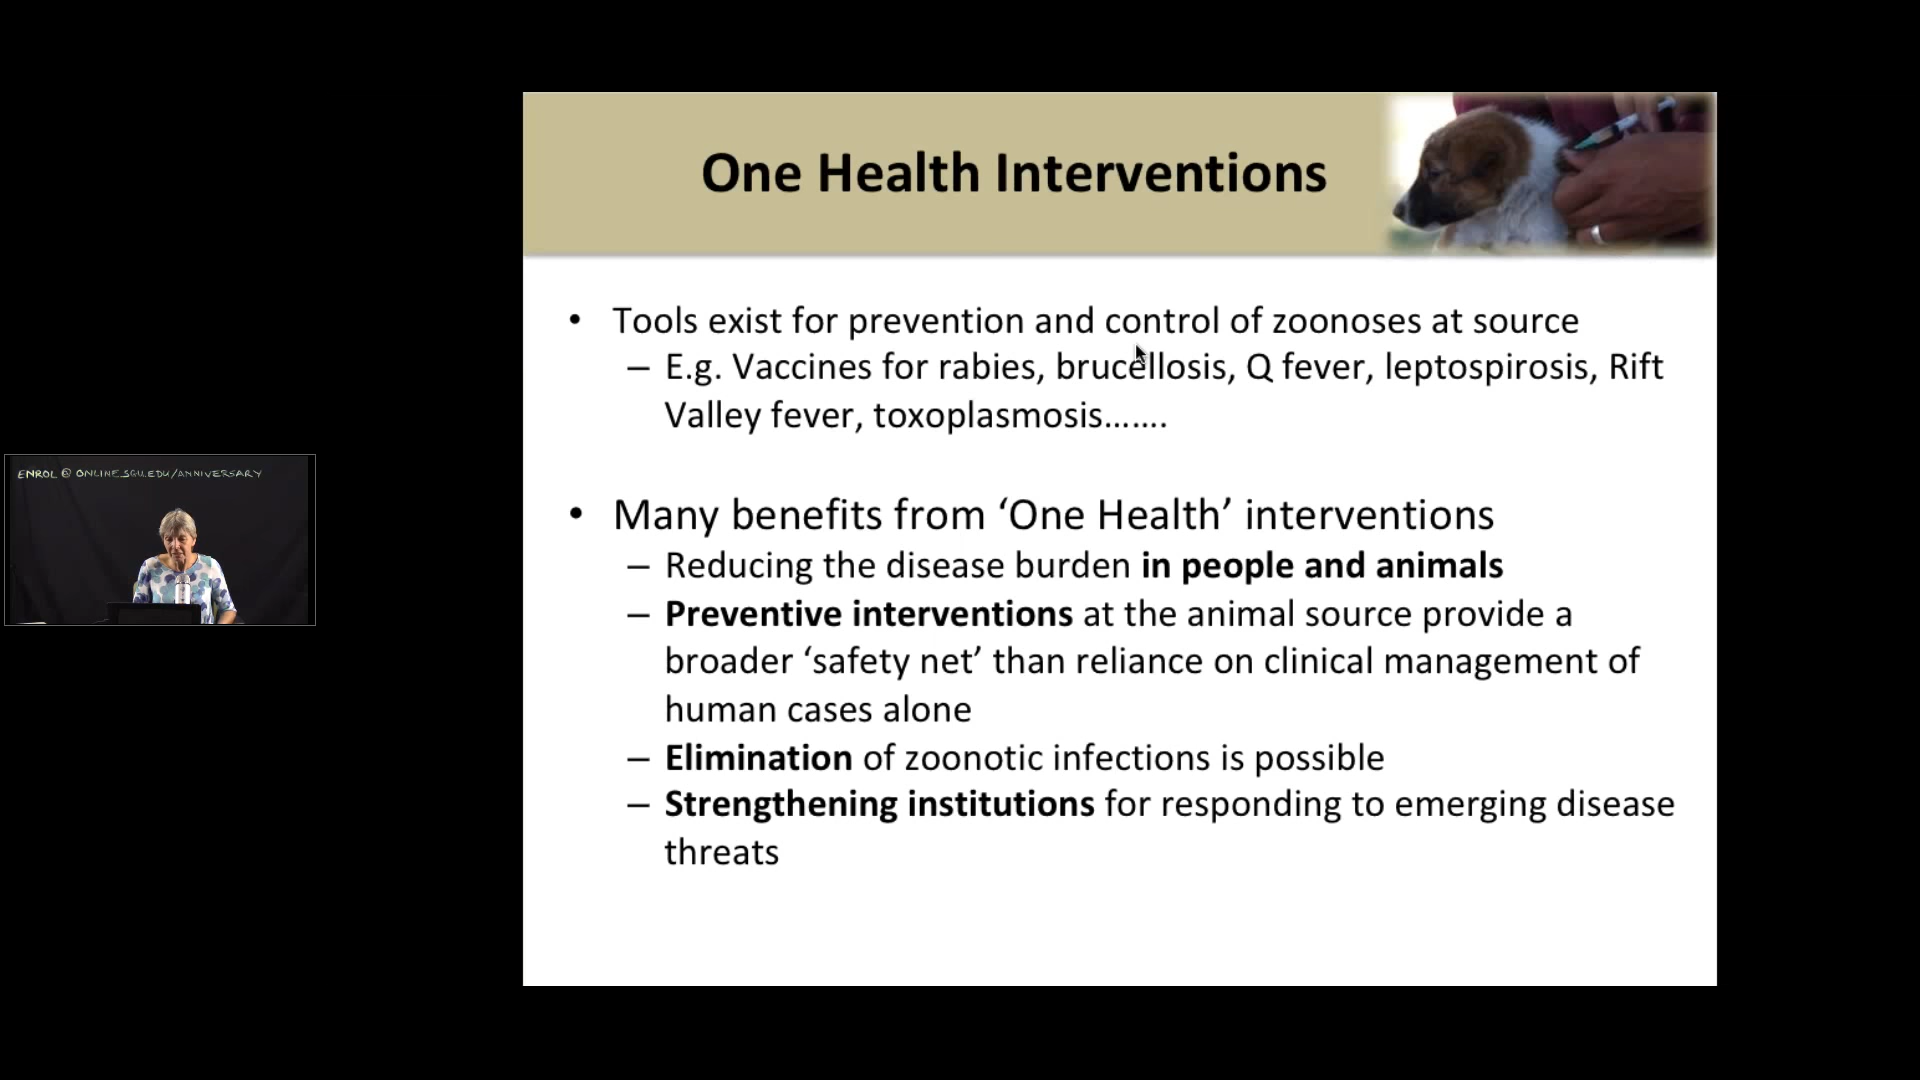 One Health Interventions
• Tools exist for prevention and control of zoonoses at source
– E.g. Vaccines for rabies, brucellosis, Q fever, leptospirosis, Rift
Valley fever, toxoplasmosis…….
• Many benefits from ‘One Health’ interventions
– Reducing the disease burden in people and animals
– Preventive interventions at the animal source provide a
broader ‘safety net’ than reliance on clinical management of
human cases alone
– Elimination of zoonotic infections is possible
– Strengthening institutions for responding to emerging disease
threats
ENROL @ ONLINE.SGU.EDU/ANNIVERSARY